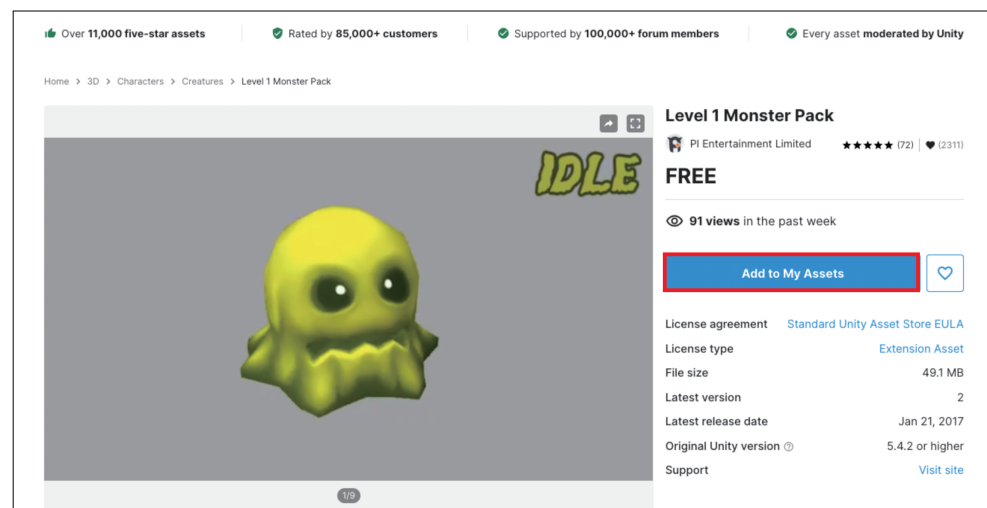 Over 11,000 five-star assets
Rated by 85,000+ customers
Supported by 100,000+ forum members
Every asset moderated by Unity
Home > 3D > Characters > Creatures > Level 1 Monster Pack
IDLE
1/9
Level 1 Monster Pack
PI Entertainment Limited ★★★★★ (72) | ♥ (2311)
FREE
91 views in the past week
Add to My Assets
License agreement Standard Unity Asset Store EULA
License type Extension Asset
File size 49.1 MB
Latest version 2
Latest release date Jan 21, 2017
Original Unity version 5.4.2 or higher
Support Visit site